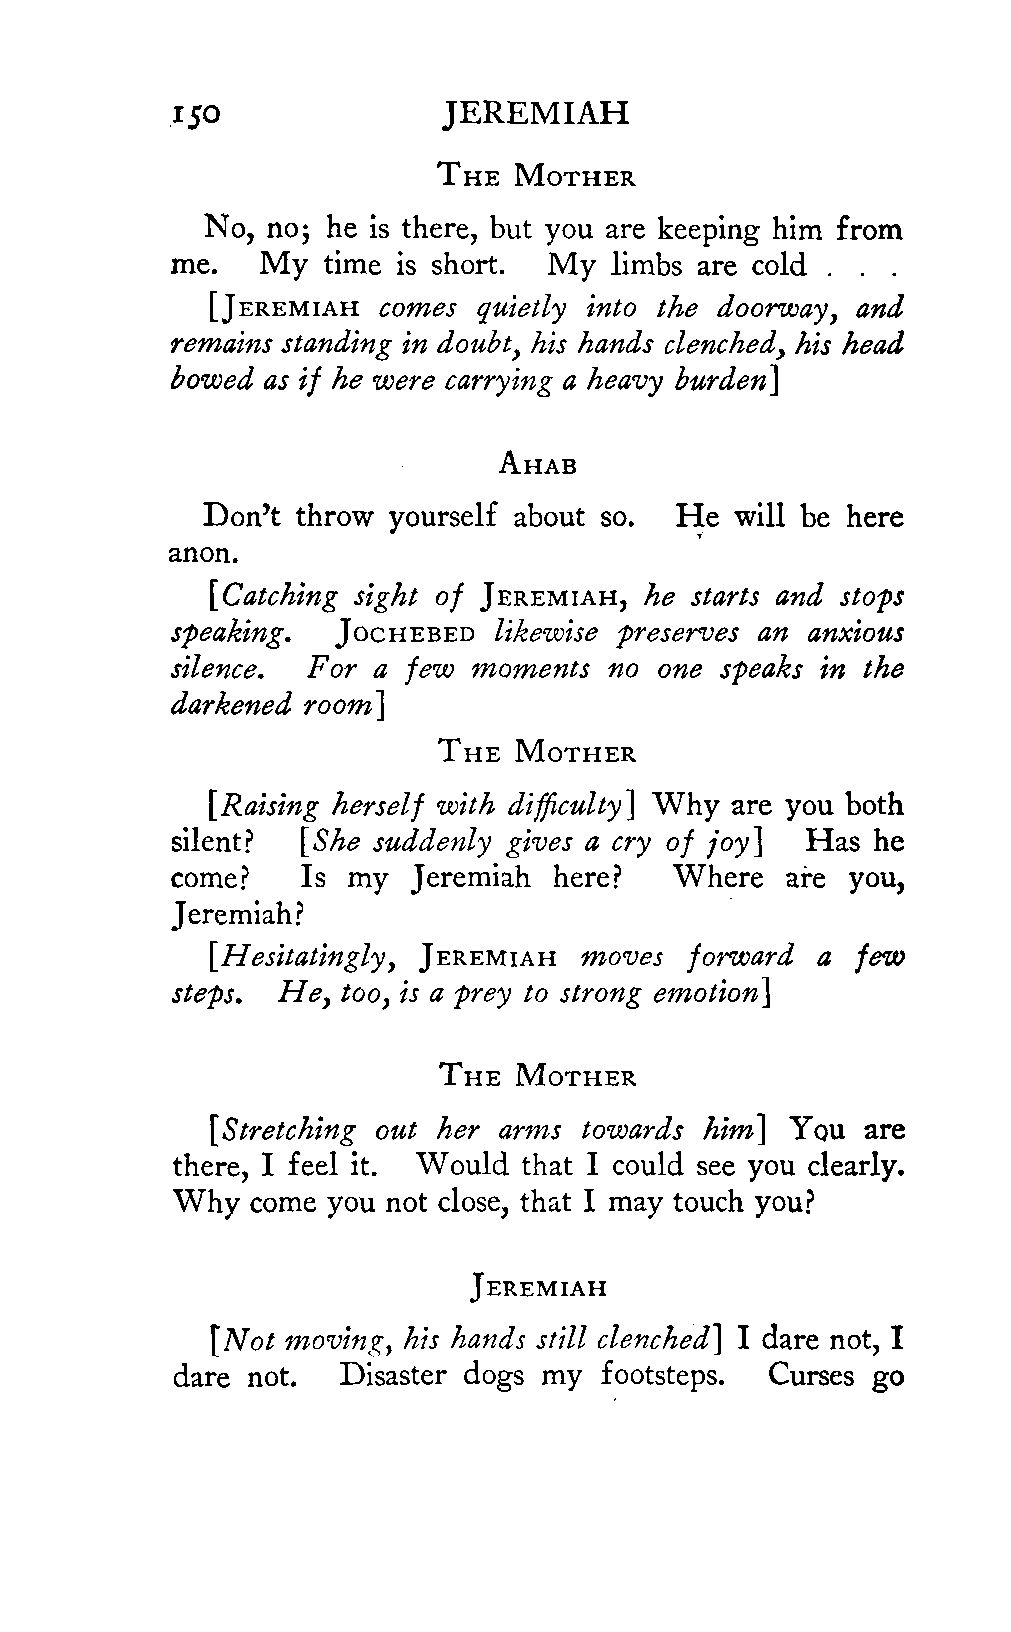 150 JEREMIAH
THE MOTHER
No, no; he is there, but you are keeping him from
me. My time is short. My limbs are cold . . .
[JEREMIAH comes quietly into the doorway, and
remains standing in doubt, his hands clenched, his head
bowed as if he were carrying a heavy burden]
AHAB
Don't throw yourself about so. He will be here
anon.
[Catching sight of JEREMIAH, he starts and stops
speaking. JOCHEBED likewise preserves an anxious
silence. For a few moments no one speaks in the
darkened room]
THE MOTHER
[Raising herself with difficulty] Why are you both
silent? [She suddenly gives a cry of joy] Has he
come? Is my Jeremiah here? Where are you,
Jeremiah?
[Hesitatingly, JEREMIAH moves forward a few
steps. He, too, is a prey to strong emotion]
THE MOTHER
[Stretching out her arms towards him] You are
there, I feel it. Would that I could see you clearly.
Why come you not close, that I may touch you?
JEREMIAH
[Not moving, his hands still clenched] I dare not, I
dare not. Disaster dogs my footsteps. Curses go